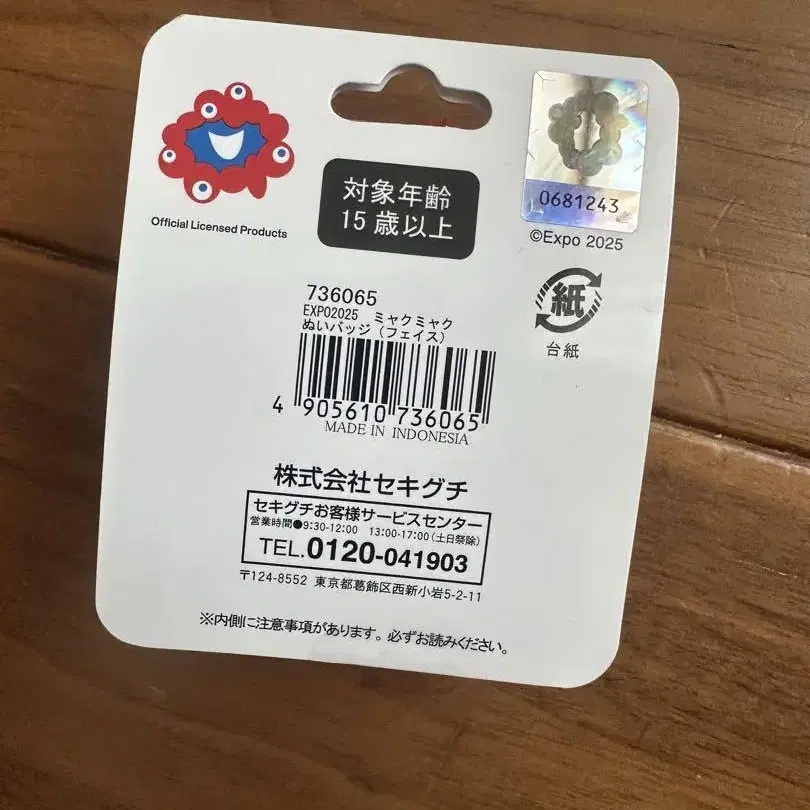 Official Licensed Products
対象年齢
15歳以上
0681243
©Expo 2025
紙
台紙
736065
EXPO2025 ミャクミャク
ぬいバッジ（フェイス）
4 905610 736065
MADE IN INDONESIA
株式会社セキグチ
セキグチお客様サービスセンター
営業時間●9:30-12:00 13:00-17:00（土日祭除）
TEL.0120-041903
〒124-8552 東京都葛飾区西新小岩5-2-11
※内側に注意事項があります。必ずお読みください。